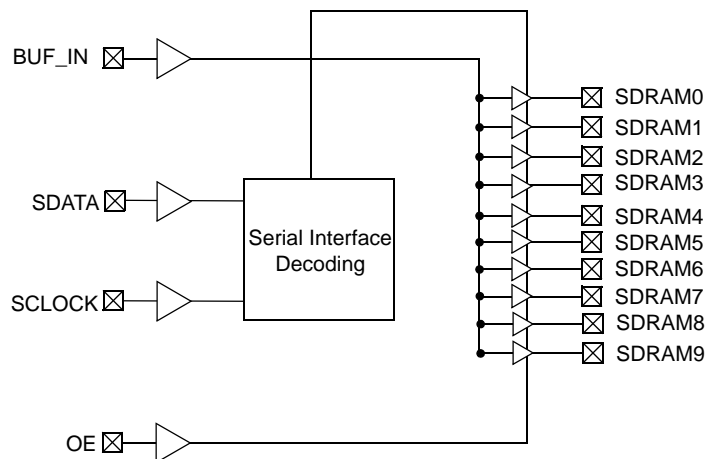 BUF_IN
SDATA
SCLOCK
OE
Serial Interface
Decoding
SDRAM0
SDRAM1
SDRAM2
SDRAM3
SDRAM4
SDRAM5
SDRAM6
SDRAM7
SDRAM8
SDRAM9